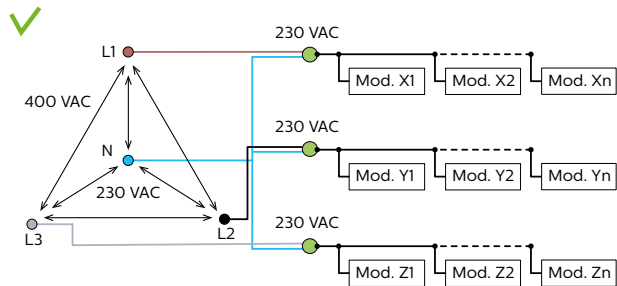 230 VAC
L1
Mod. X1
Mod. X2
Mod. Xn
400 VAC
230 VAC
N
Mod. Y1
Mod. Y2
Mod. Yn
230 VAC
L3
L2
230 VAC
Mod. Z1
Mod. Z2
Mod. Zn